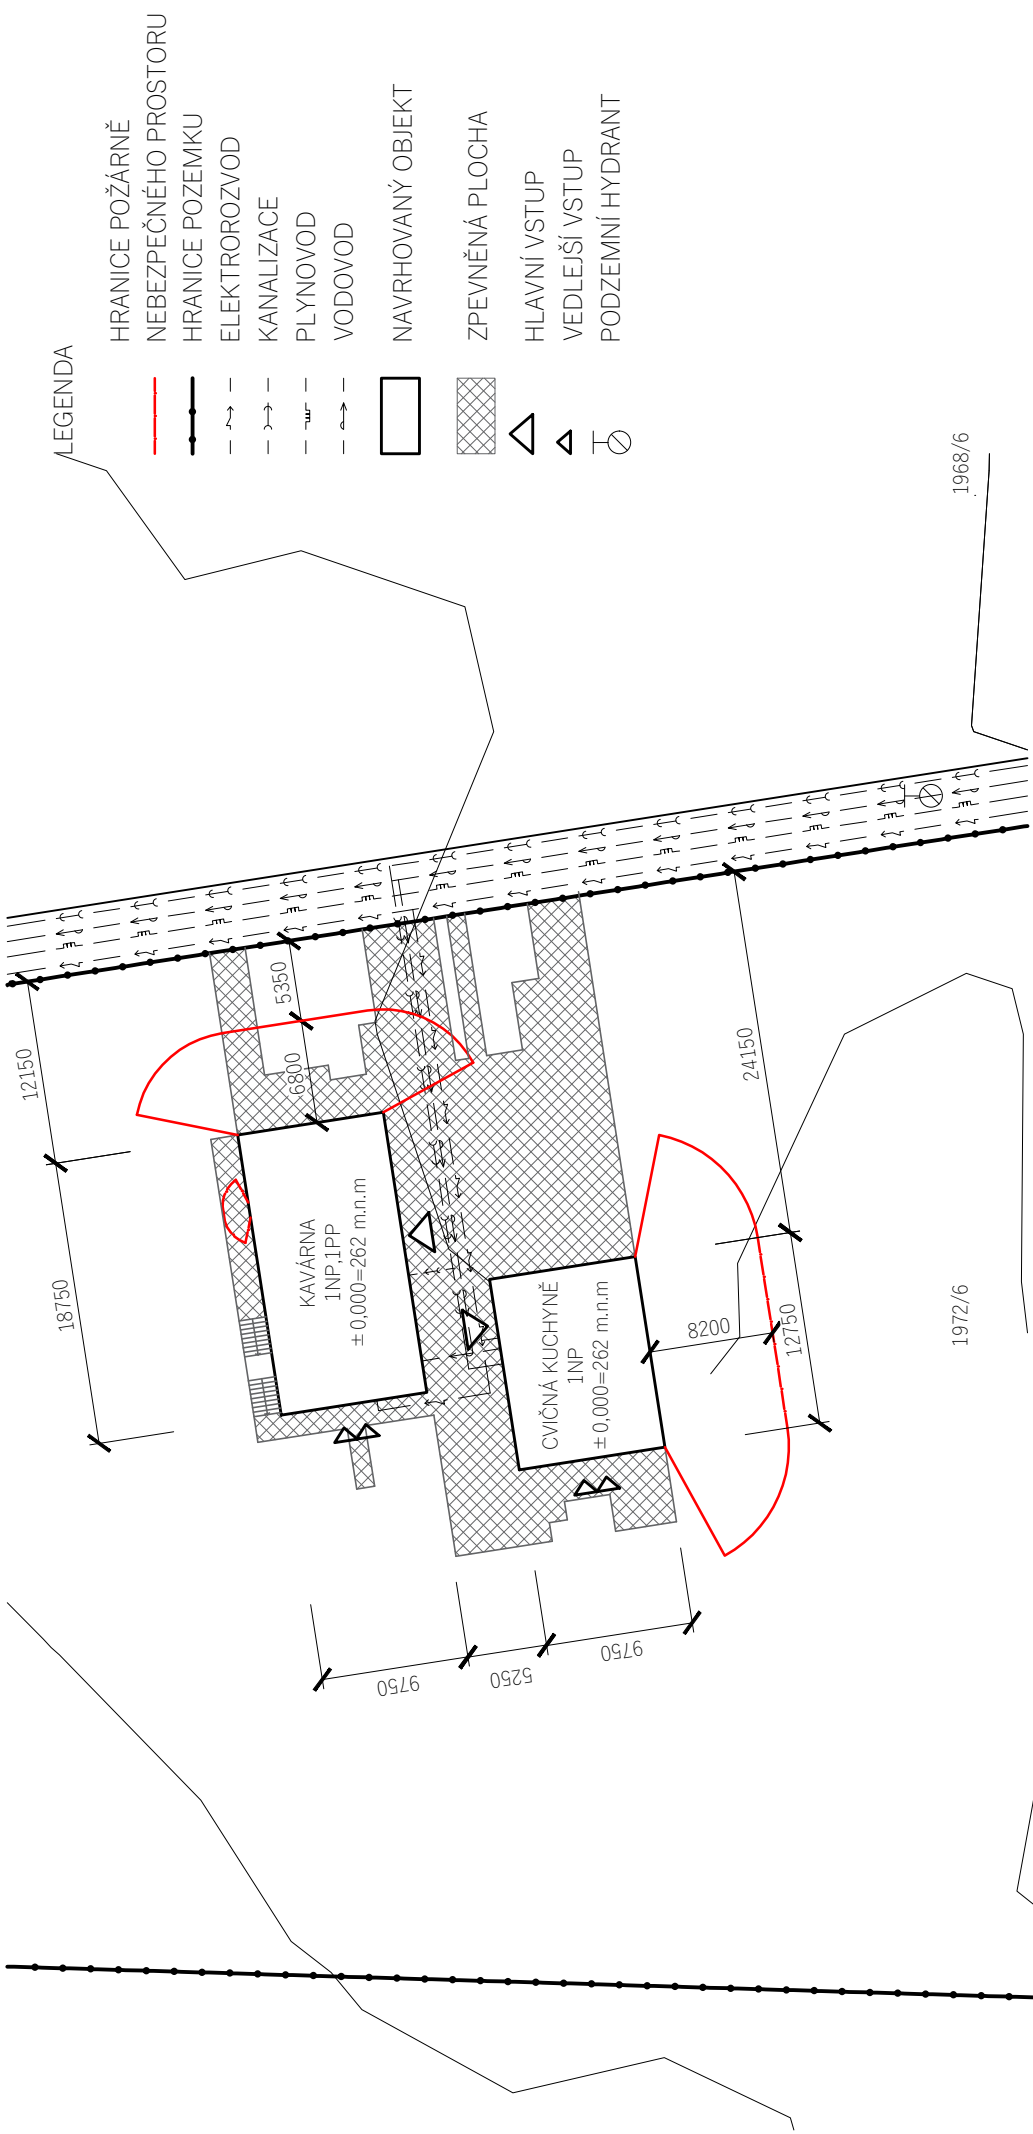 LEGENDA
HRANICE POŽÁRNĚ
NEBEZPEČNÉHO PROSTORU
HRANICE POZEMKU
ELEKTROROZVOD
KANALIZACE
PLYNOVOD
VODOVOD
NAVRHOVANÝ OBJEKT
ZPEVNĚNÁ PLOCHA
HLAVNÍ VSTUP
VEDLEJŠÍ VSTUP
PODZEMNÍ HYDRANT
12150
18750
5350
6800
KAVÁRNA
1NP,1PP
±0,000=262 m.n.m
CVIČNÁ KUCHYNĚ
1NP
±0,000=262 m.n.m
8200
12750
24150
9750
5250
9750
1968/6
1972/6